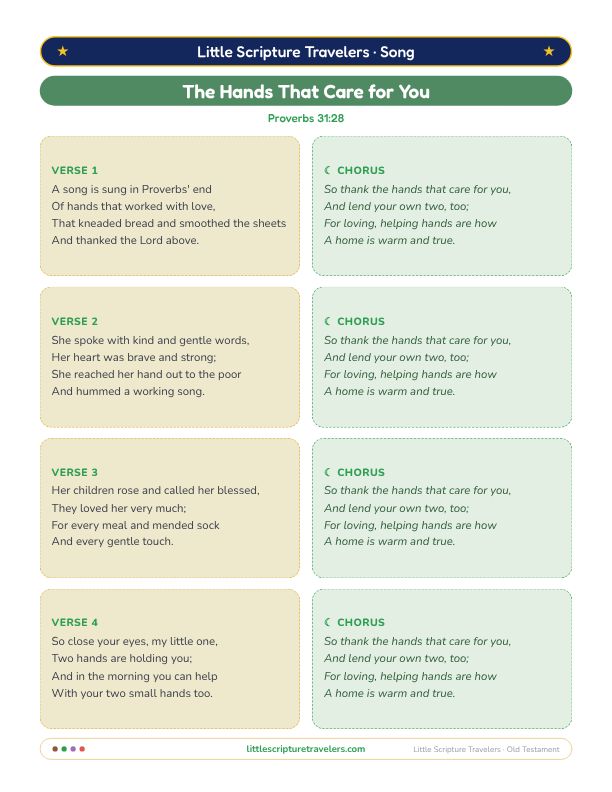 ★ Little Scripture Travelers · Song ★
The Hands That Care for You
Proverbs 31:28
VERSE 1
A song is sung in Proverbs' end
Of hands that worked with love,
That kneaded bread and smoothed the sheets
And thanked the Lord above.
☾ CHORUS
So thank the hands that care for you,
And lend your own two, too;
For loving, helping hands are how
A home is warm and true.
VERSE 2
She spoke with kind and gentle words,
Her heart was brave and strong;
She reached her hand out to the poor
And hummed a working song.
☾ CHORUS
So thank the hands that care for you,
And lend your own two, too;
For loving, helping hands are how
A home is warm and true.
VERSE 3
Her children rose and called her blessed,
They loved her very much;
For every meal and mended sock
And every gentle touch.
☾ CHORUS
So thank the hands that care for you,
And lend your own two, too;
For loving, helping hands are how
A home is warm and true.
VERSE 4
So close your eyes, my little one,
Two hands are holding you;
And in the morning you can help
With your two small hands too.
☾ CHORUS
So thank the hands that care for you,
And lend your own two, too;
For loving, helping hands are how
A home is warm and true.
littlescripturetravelers.com
Little Scripture Travelers · Old Testament